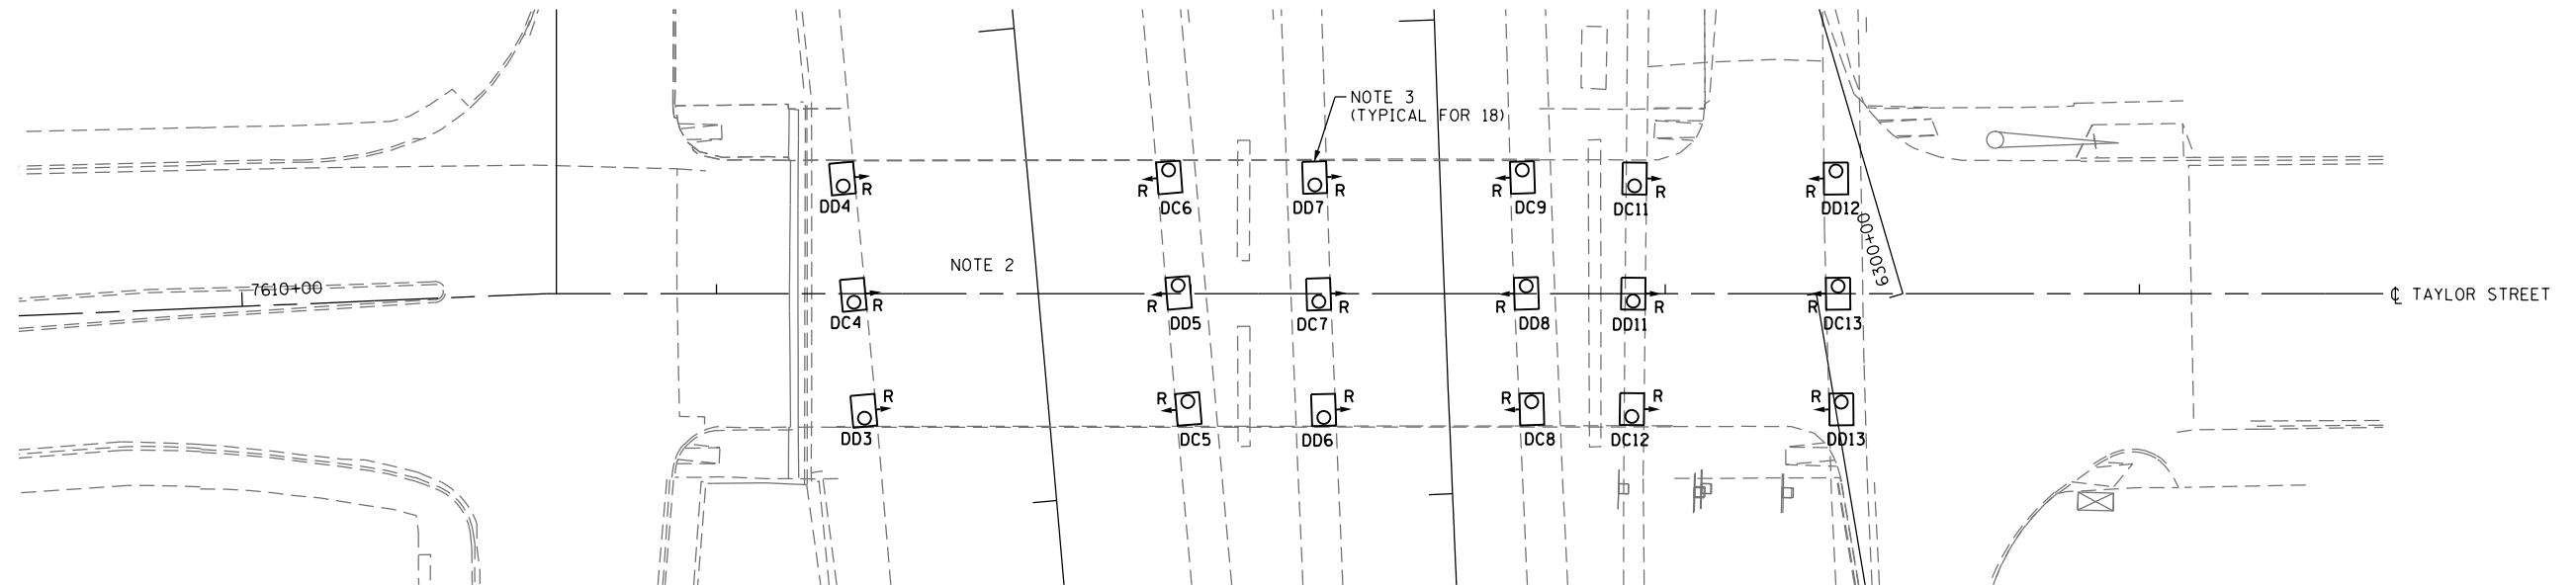 NOTE 3
(TYPICAL FOR 18)
R R R R R R
DD4 DC6 DD7 DC9 DC11 DD12
6300+00
NOTE 2
7610+00
℄ TAYLOR STREET
R R R R R R
DC4 DD5 DC7 DD8 DD11 DC13
R R R R R R
DD3 DC5 DD6 DC8 DC12 DD13